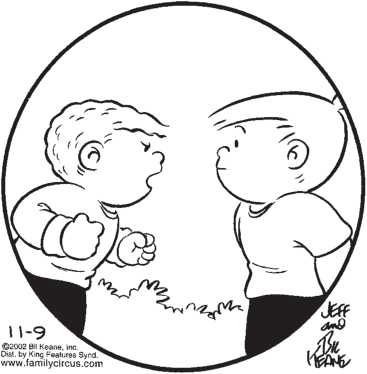 11-9
©2002 Bil Keane, Inc.
Dist. by King Features Synd.
www.familycircus.com
JEFF
and
BIL
KEANE